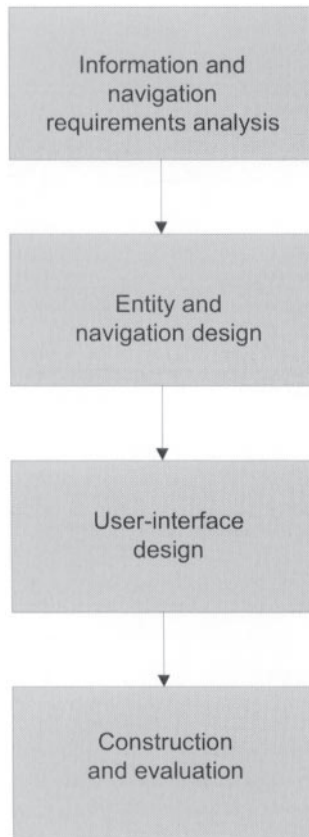 Information and
navigation
requirements analysis
Entity and
navigation design
User-interface
design
Construction
and evaluation